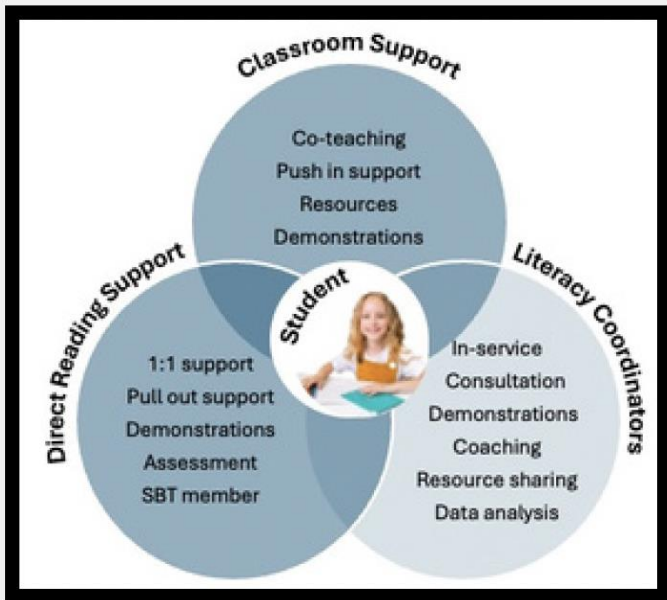 Classroom Support
Co-teaching
Push in support
Resources
Demonstrations
Student
Direct Reading Support
1:1 support
Pull out support
Demonstrations
Assessment
SBT member
Literacy Coordinators
In-service
Consultation
Demonstrations
Coaching
Resource sharing
Data analysis